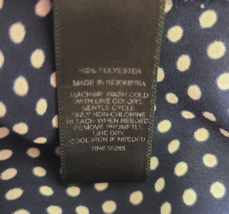 100% POLYESTER
MADE IN INDONESIA
MACHINE WASH COLD
WITH LIKE COLORS,
GENTLE CYCLE
ONLY NON-CHLORINE
BLEACH WHEN NEEDED
REMOVE PROMPTLY
LINE DRY
COOL IRON IF NEEDED